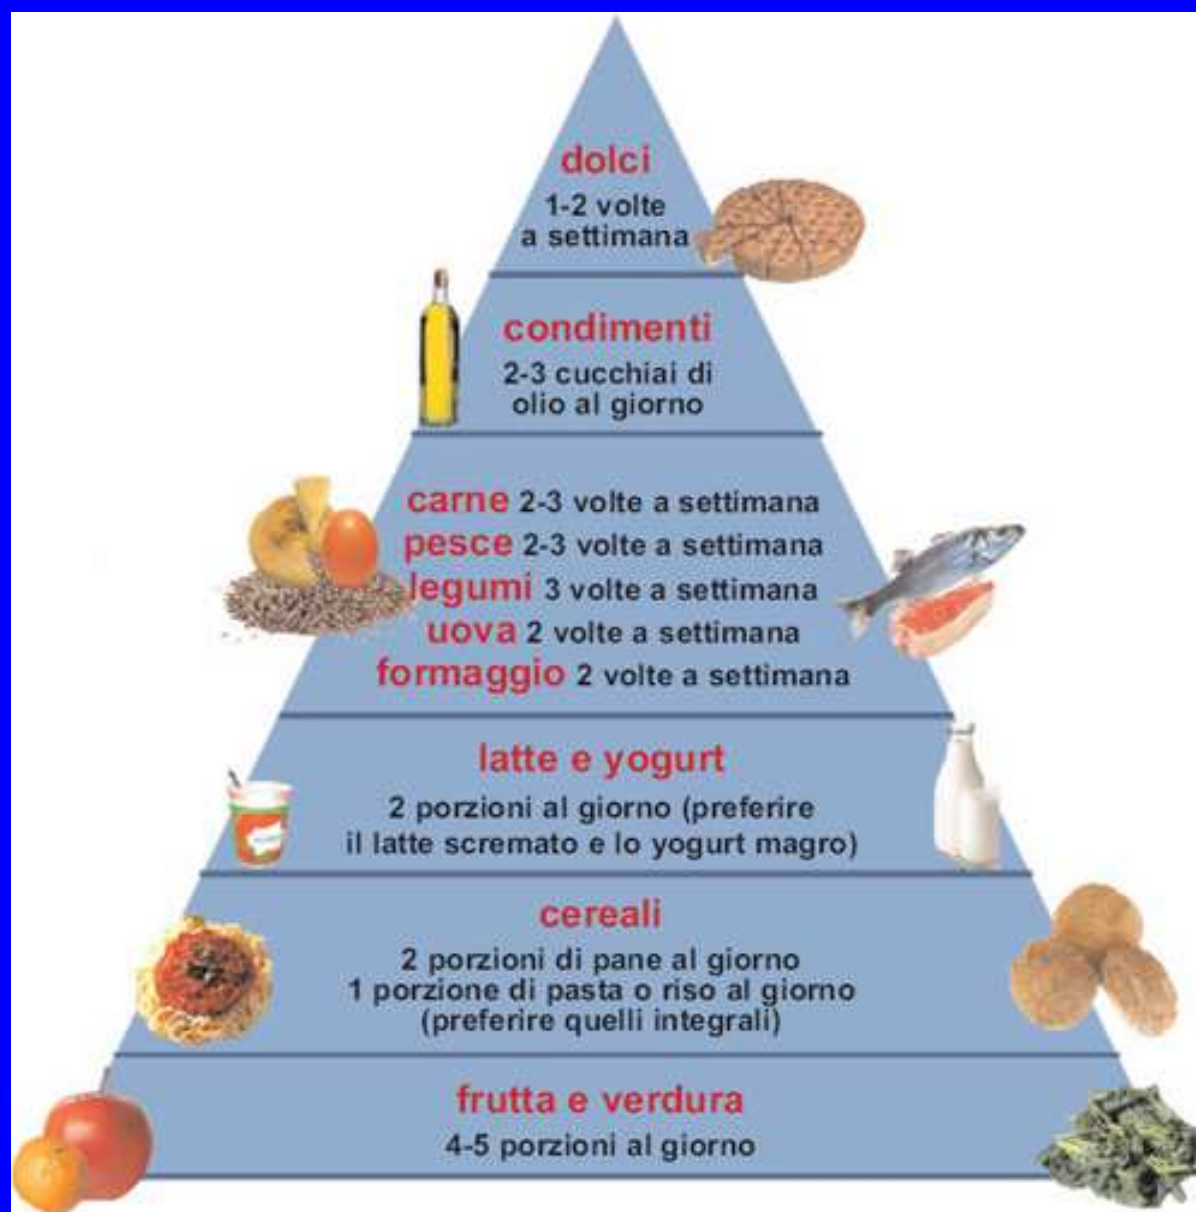 dolci
1-2 volte
a settimana
condimenti
2-3 cucchiai di
olio al giorno
carne 2-3 volte a settimana
pesce 2-3 volte a settimana
legumi 3 volte a settimana
uova 2 volte a settimana
formaggio 2 volte a settimana
latte e yogurt
2 porzioni al giorno (preferire
il latte scremato e lo yogurt magro)
cereali
2 porzioni di pane al giorno
1 porzione di pasta o riso al giorno
(preferire quelli integrali)
frutta e verdura
4-5 porzioni al giorno